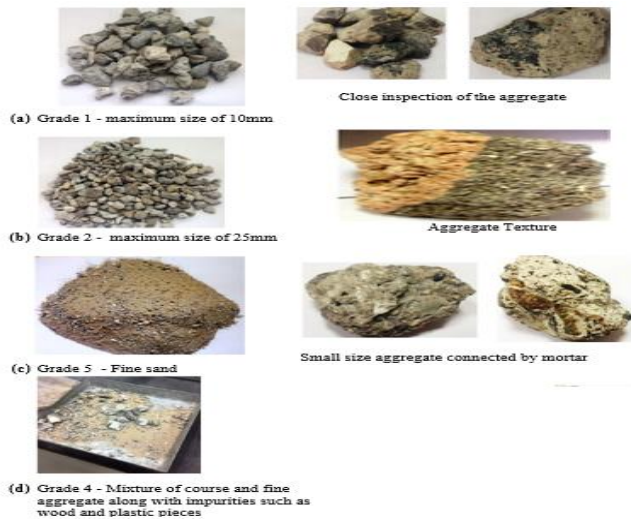 Close inspection of the aggregate
(a) Grade 1 - maximum size of 10mm
Aggregate Texture
(b) Grade 2 - maximum size of 25mm
Small size aggregate connected by mortar
(c) Grade 5 - Fine sand
(d) Grade 4 - Mixture of course and fine
aggregate along with impurities such as
wood and plastic pieces